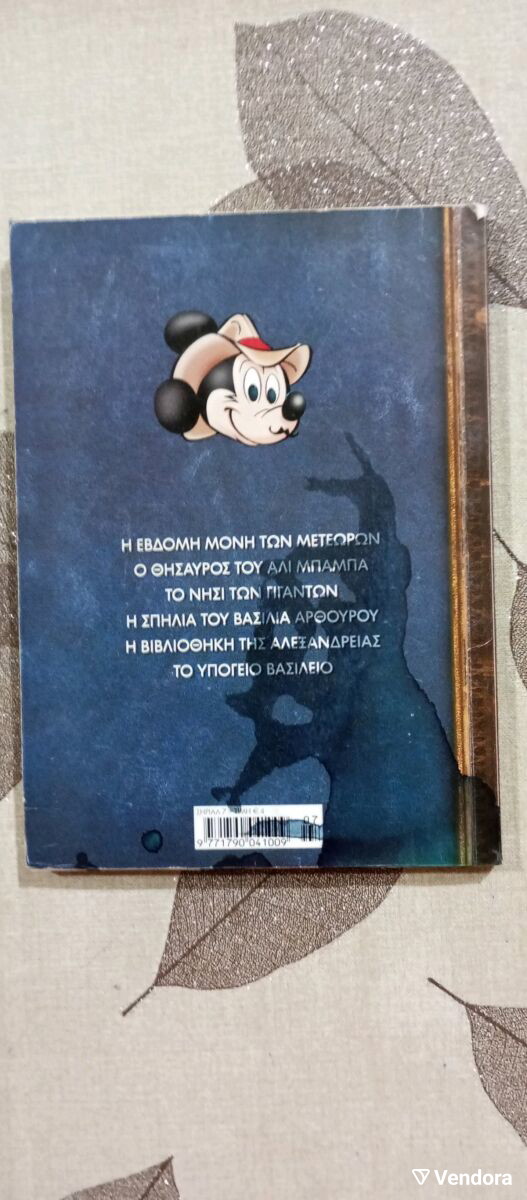 Η ΕΒΔΟΜΗ ΜΟΝΗ ΤΩΝ ΜΕΤΕΩΡΩΝ
Ο ΘΗΣΑΥΡΟΣ ΤΟΥ ΑΛΙ ΜΠΑΜΠΑ
ΤΟ ΝΗΣΙ ΤΩΝ ΓΙΓΑΝΤΩΝ
Η ΣΠΗΛΙΑ ΤΟΥ ΒΑΣΙΛΙΑ ΑΡΘΟΥΡΟΥ
Η ΒΙΒΛΙΟΘΗΚΗ ΤΗΣ ΑΛΕΞΑΝΔΡΕΙΑΣ
ΤΟ ΥΠΟΓΕΙΟ ΒΑΣΙΛΕΙΟ
07
9 771790 041009
Vendora